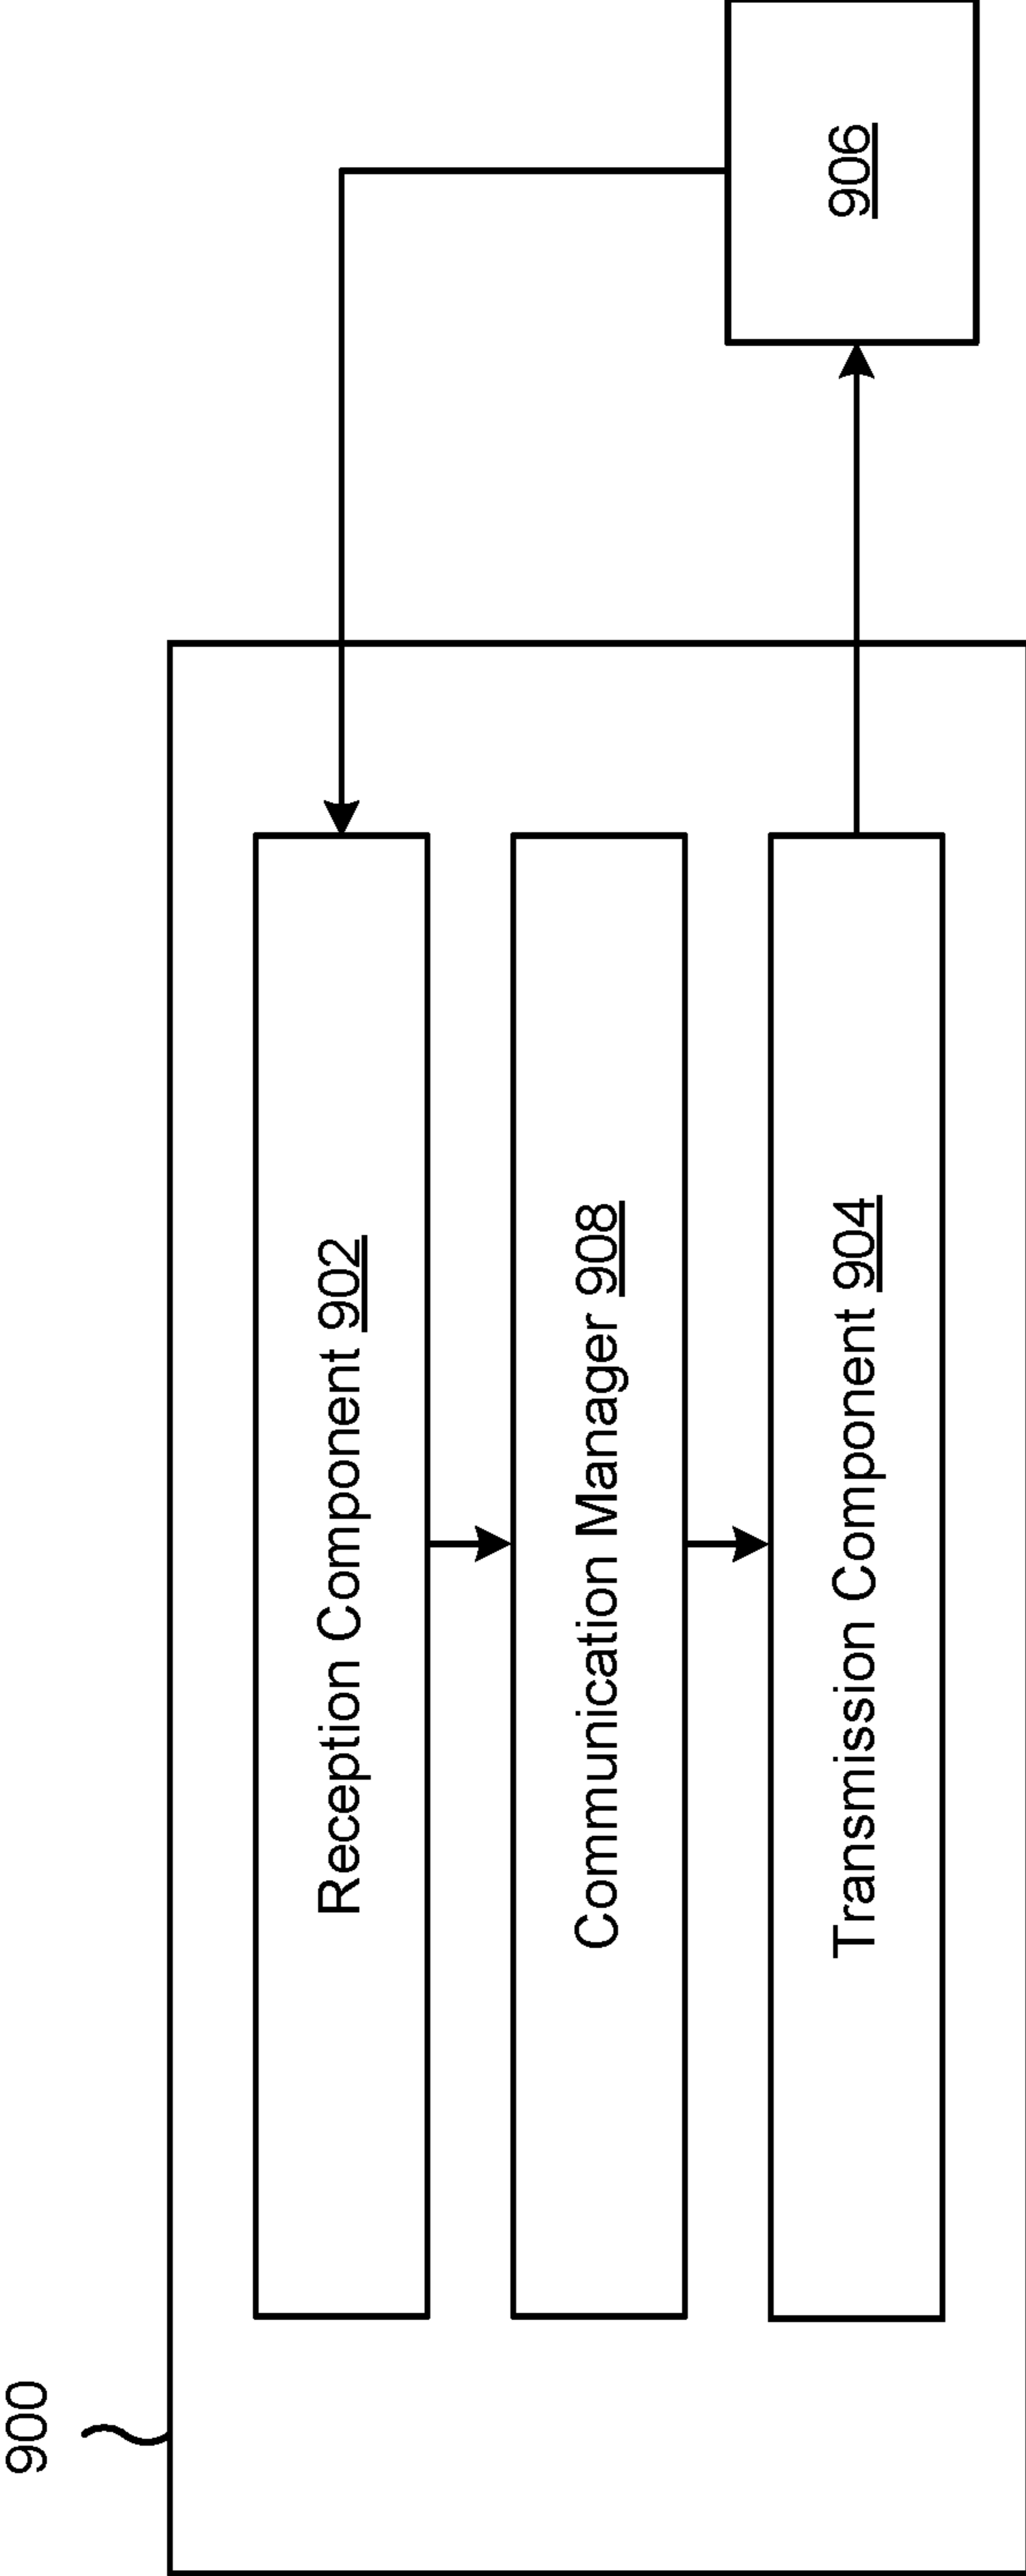 900
Reception Component 902
Communication Manager 908
Transmission Component 904
906